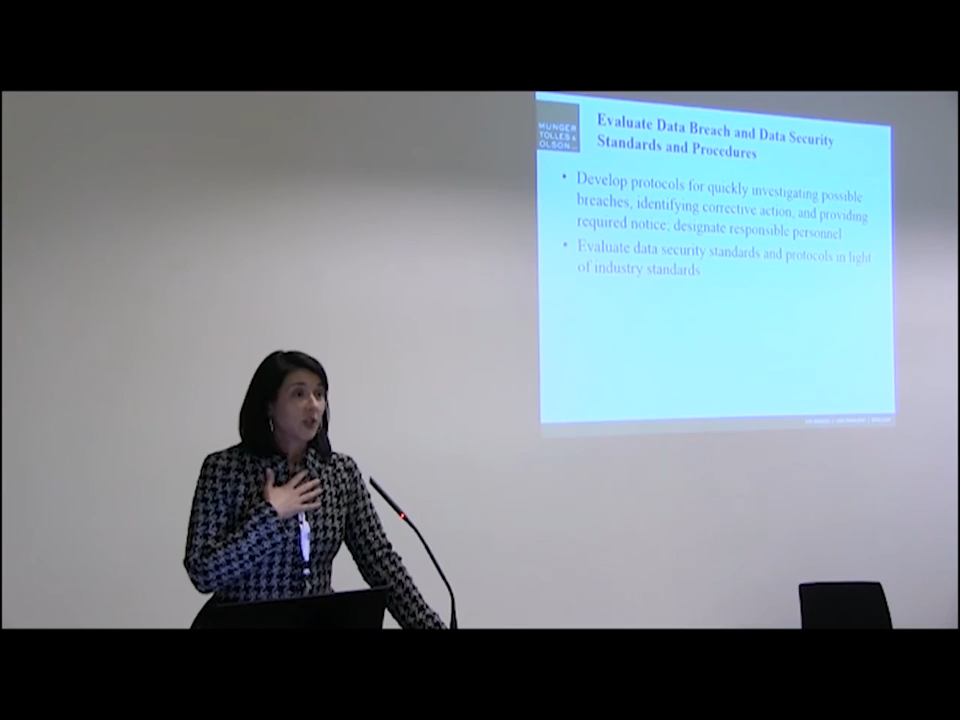 MUNGER
TOLLES &
OLSON LLP
Evaluate Data Breach and Data Security
Standards and Procedures
• Develop protocols for quickly investigating possible
breaches, identifying corrective action, and providing
required notice; designate responsible personnel
• Evaluate data security standards and protocols in light
of industry standards